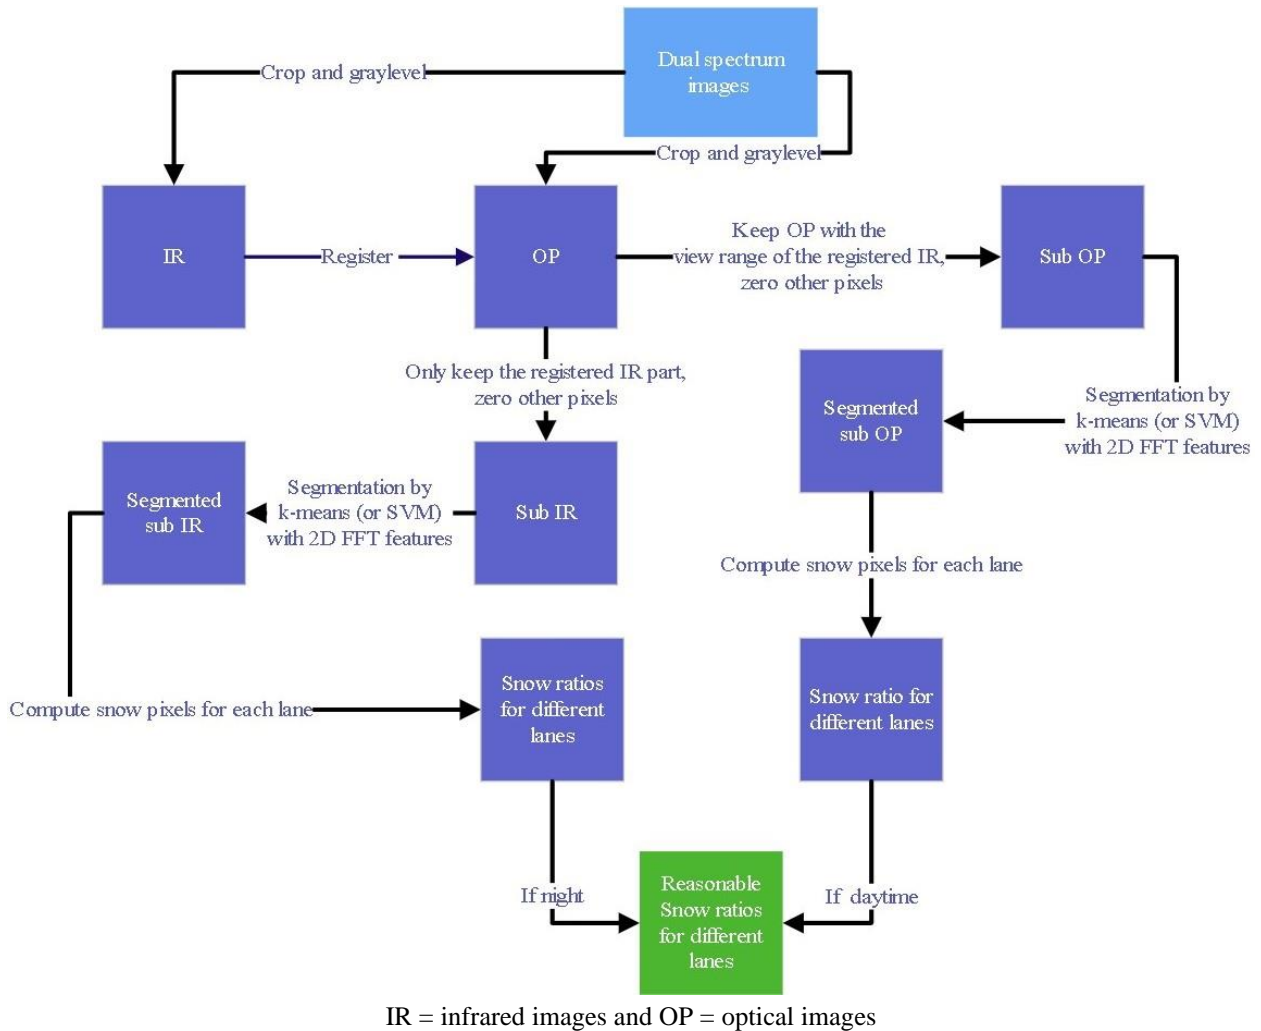 Dual spectrum
images
Crop and graylevel
Crop and graylevel
IR
Register
OP
Keep OP with the
view range of the registered IR,
zero other pixels
Sub OP
Only keep the registered IR part,
zero other pixels
Segmented
sub OP
Segmentation by
k-means (or SVM)
with 2D FFT features
Segmented
sub IR
Segmentation by
k-means (or SVM)
with 2D FFT features
Sub IR
Compute snow pixels for each lane
Compute snow pixels for each lane
Snow ratios
for different
lanes
Snow ratio for
different lanes
If night
Reasonable
Snow ratios
for different
lanes
If daytime
IR = infrared images and OP = optical images